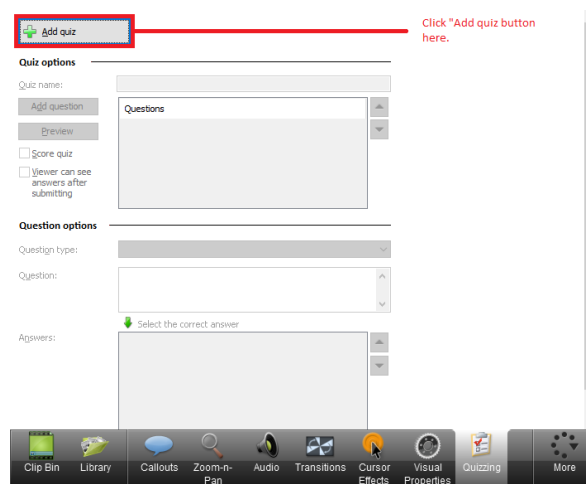 Add quiz
Click "Add quiz button
here.
Quiz options
Quiz name:
Add question
Questions
Preview
Score quiz
Viewer can see
answers after
submitting
Question options
Question type:
Question:
Select the correct answer
Answers:
Clip Bin
Library
Callouts
Zoom-n-
Pan
Audio
Transitions
Cursor
Effects
Visual
Properties
Quizzing
More